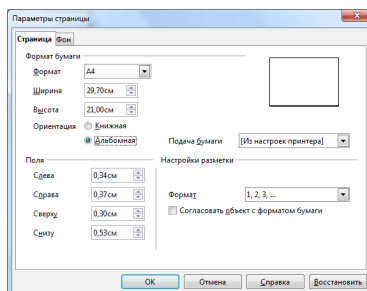 Параметры страницы
Страница Фон
Формат бумаги
Формат A4
Ширина 29,70см
Высота 21,00см
Ориентация Книжная
Альбомная Подача бумаги [Из настроек принтера]
Поля Настройки разметки
Слева 0,34см
Справа 0,37см Формат 1, 2, 3, ...
Сверху 0,30см Согласовать объект с форматом бумаги
Снизу 0,53см
ОК Отмена Справка Восстановить